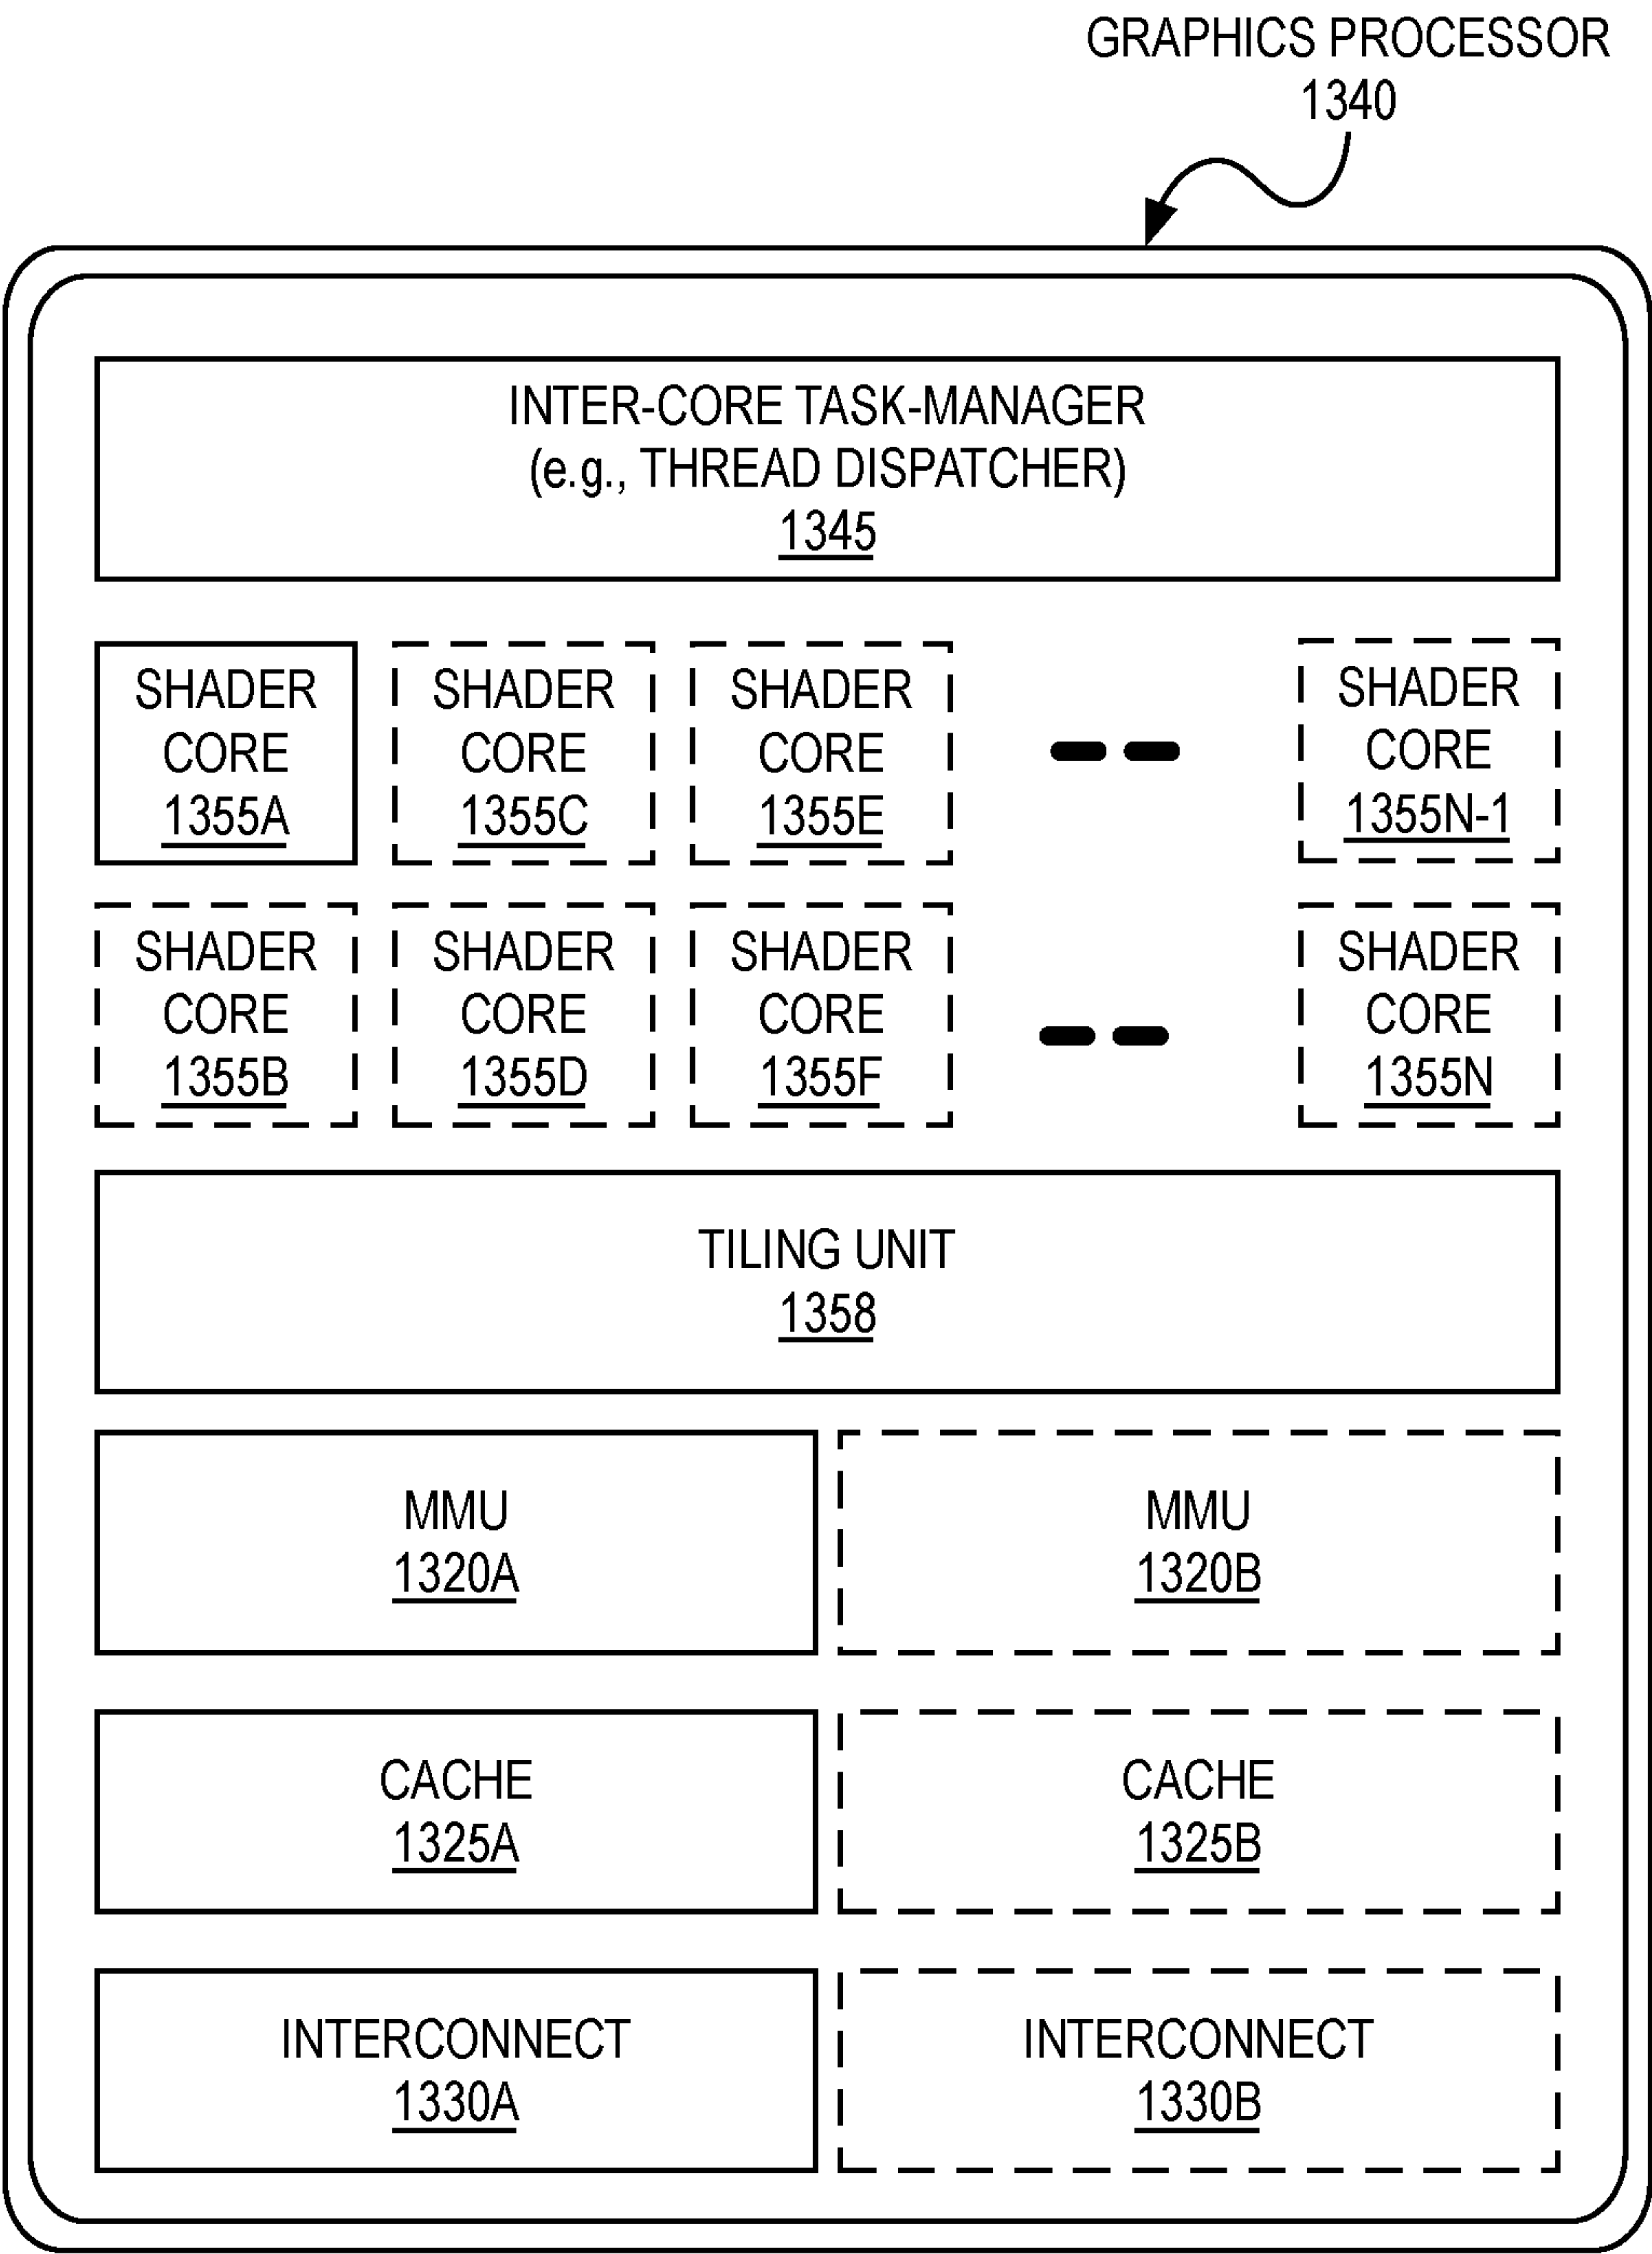 GRAPHICS PROCESSOR
1340
INTER-CORE TASK-MANAGER
(e.g., THREAD DISPATCHER)
1345
SHADER
CORE
1355A
SHADER
CORE
1355C
SHADER
CORE
1355E
SHADER
CORE
1355N-1
SHADER
CORE
1355B
SHADER
CORE
1355D
SHADER
CORE
1355F
SHADER
CORE
1355N
TILING UNIT
1358
MMU
1320A
MMU
1320B
CACHE
1325A
CACHE
1325B
INTERCONNECT
1330A
INTERCONNECT
1330B